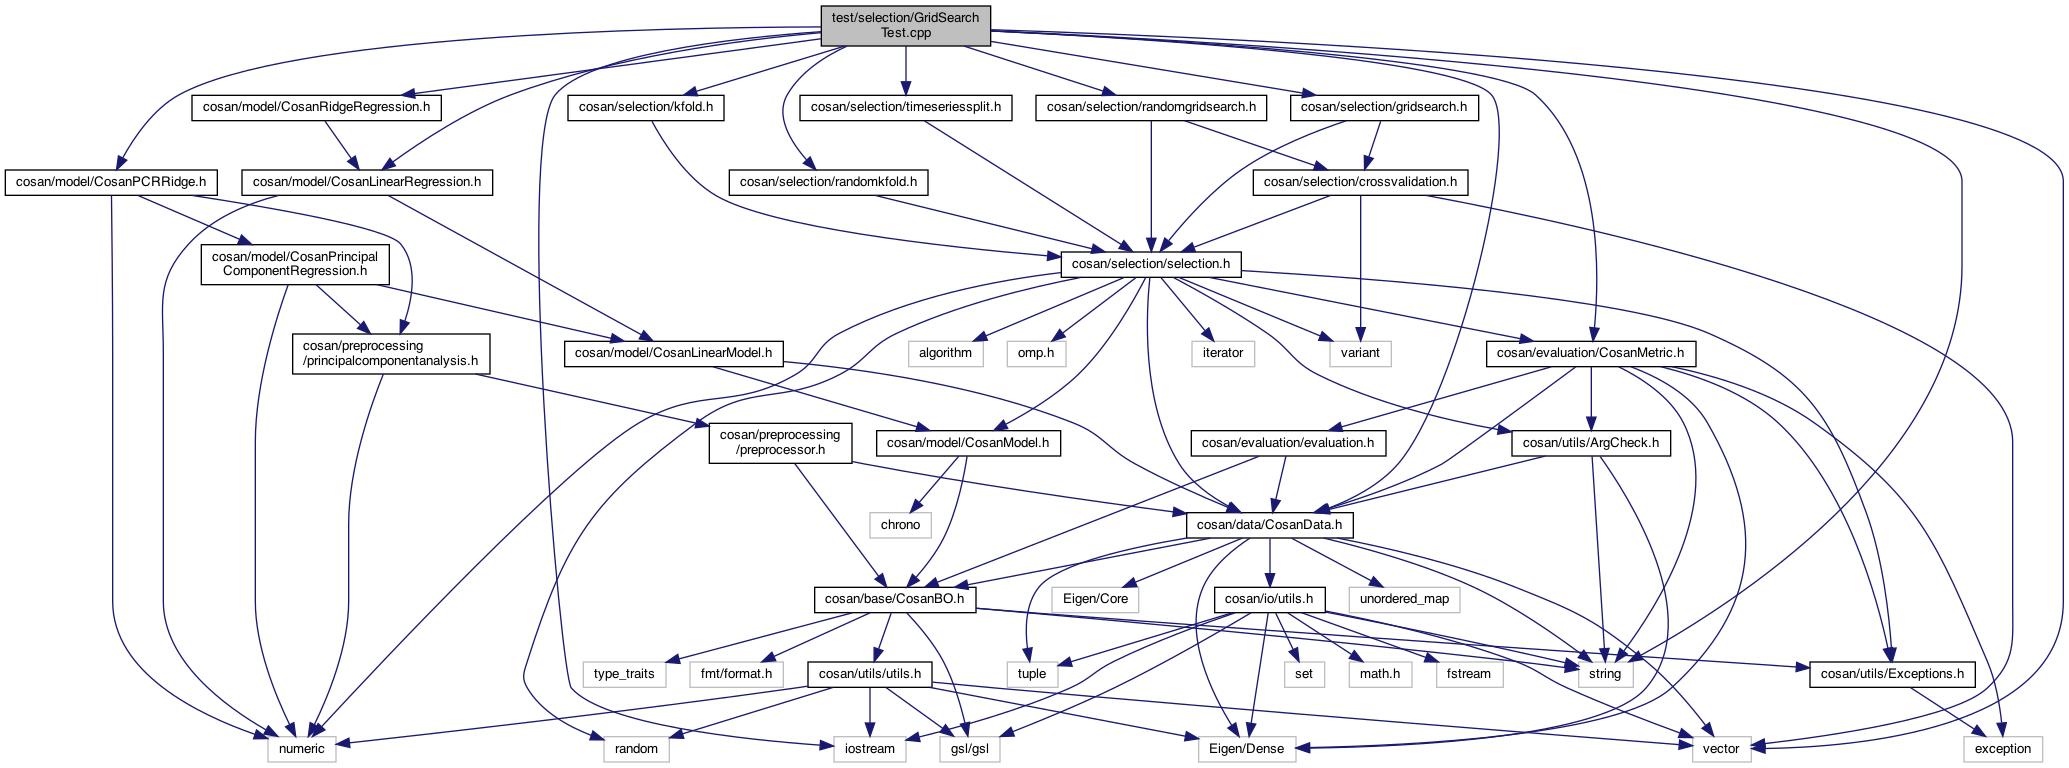 test/selection/GridSearch
Test.cpp
cosan/model/CosanRidgeRegression.h
cosan/selection/kfold.h
cosan/selection/timeseriessplit.h
cosan/selection/randomgridsearch.h
cosan/selection/gridsearch.h
cosan/model/CosanPCRRidge.h
cosan/model/CosanLinearRegression.h
cosan/selection/randomkfold.h
cosan/selection/crossvalidation.h
cosan/model/CosanPrincipal
ComponentRegression.h
cosan/selection/selection.h
cosan/preprocessing
/principalcomponentanalysis.h
cosan/model/CosanLinearModel.h
algorithm
omp.h
iterator
variant
cosan/evaluation/CosanMetric.h
cosan/preprocessing
/preprocessor.h
cosan/model/CosanModel.h
cosan/evaluation/evaluation.h
cosan/utils/ArgCheck.h
chrono
cosan/data/CosanData.h
cosan/base/CosanBO.h
Eigen/Core
cosan/io/utils.h
unordered_map
type_traits
fmt/format.h
cosan/utils/utils.h
tuple
set
math.h
fstream
string
cosan/utils/Exceptions.h
numeric
random
iostream
gsl/gsl
Eigen/Dense
vector
exception